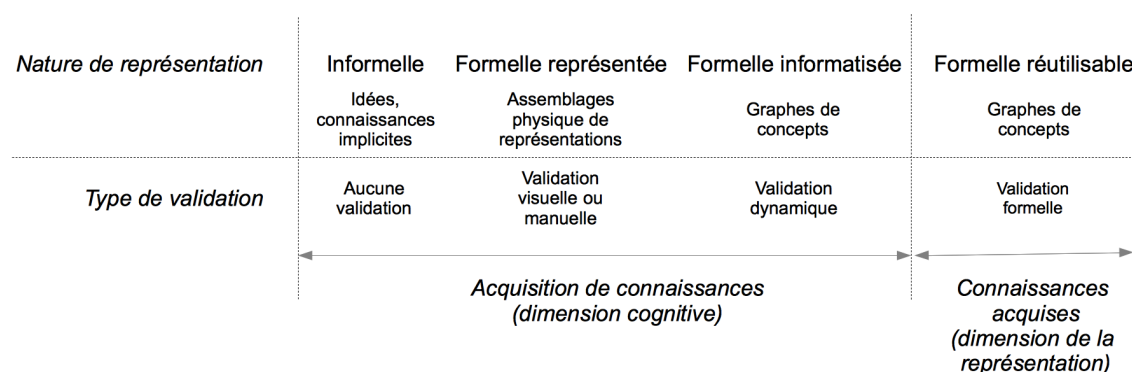 Nature de représentation
Informelle
Formelle représentée
Formelle informatisée
Formelle réutilisable
Idées,
connaissances
implicites
Assemblages
physique de
représentations
Graphes de
concepts
Graphes de
concepts
Type de validation
Aucune
validation
Validation
visuelle ou
manuelle
Validation
dynamique
Validation
formelle
Acquisition de connaissances
(dimension cognitive)
Connaissances
acquises
(dimension de la
représentation)